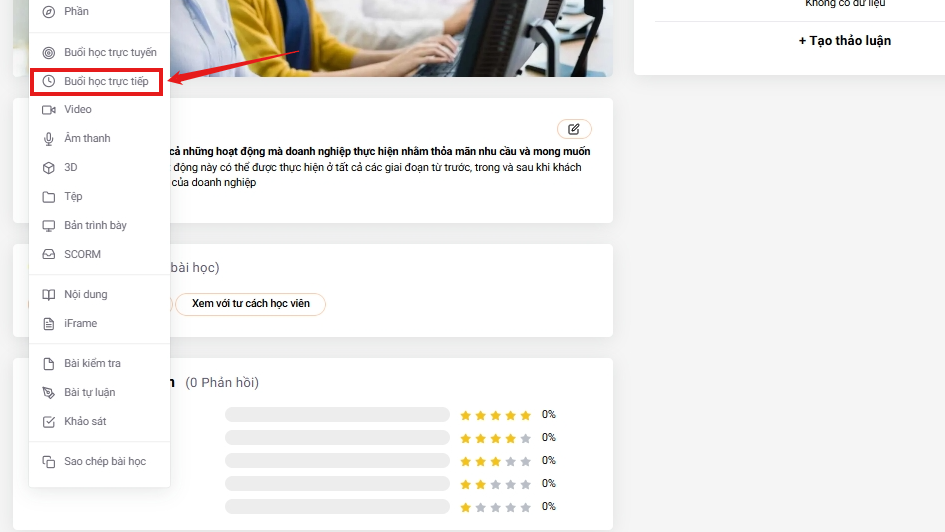 Phần
Buổi học trực tuyến
Buổi học trực tiếp
Video
Âm thanh
3D
Tệp
Bản trình bày
SCORM
Nội dung
iFrame
Bài kiểm tra
Bài tự luận
Khảo sát
Sao chép bài học
cả những hoạt động mà doanh nghiệp thực hiện nhằm thỏa mãn nhu cầu và mong muốn
động này có thể được thực hiện ở tất cả các giai đoạn từ trước, trong và sau khi khách
của doanh nghiệp
bài học)
Xem với tư cách học viên
n (0 Phản hồi)
0%
0%
0%
0%
0%
Không có dữ liệu
+ Tạo thảo luận